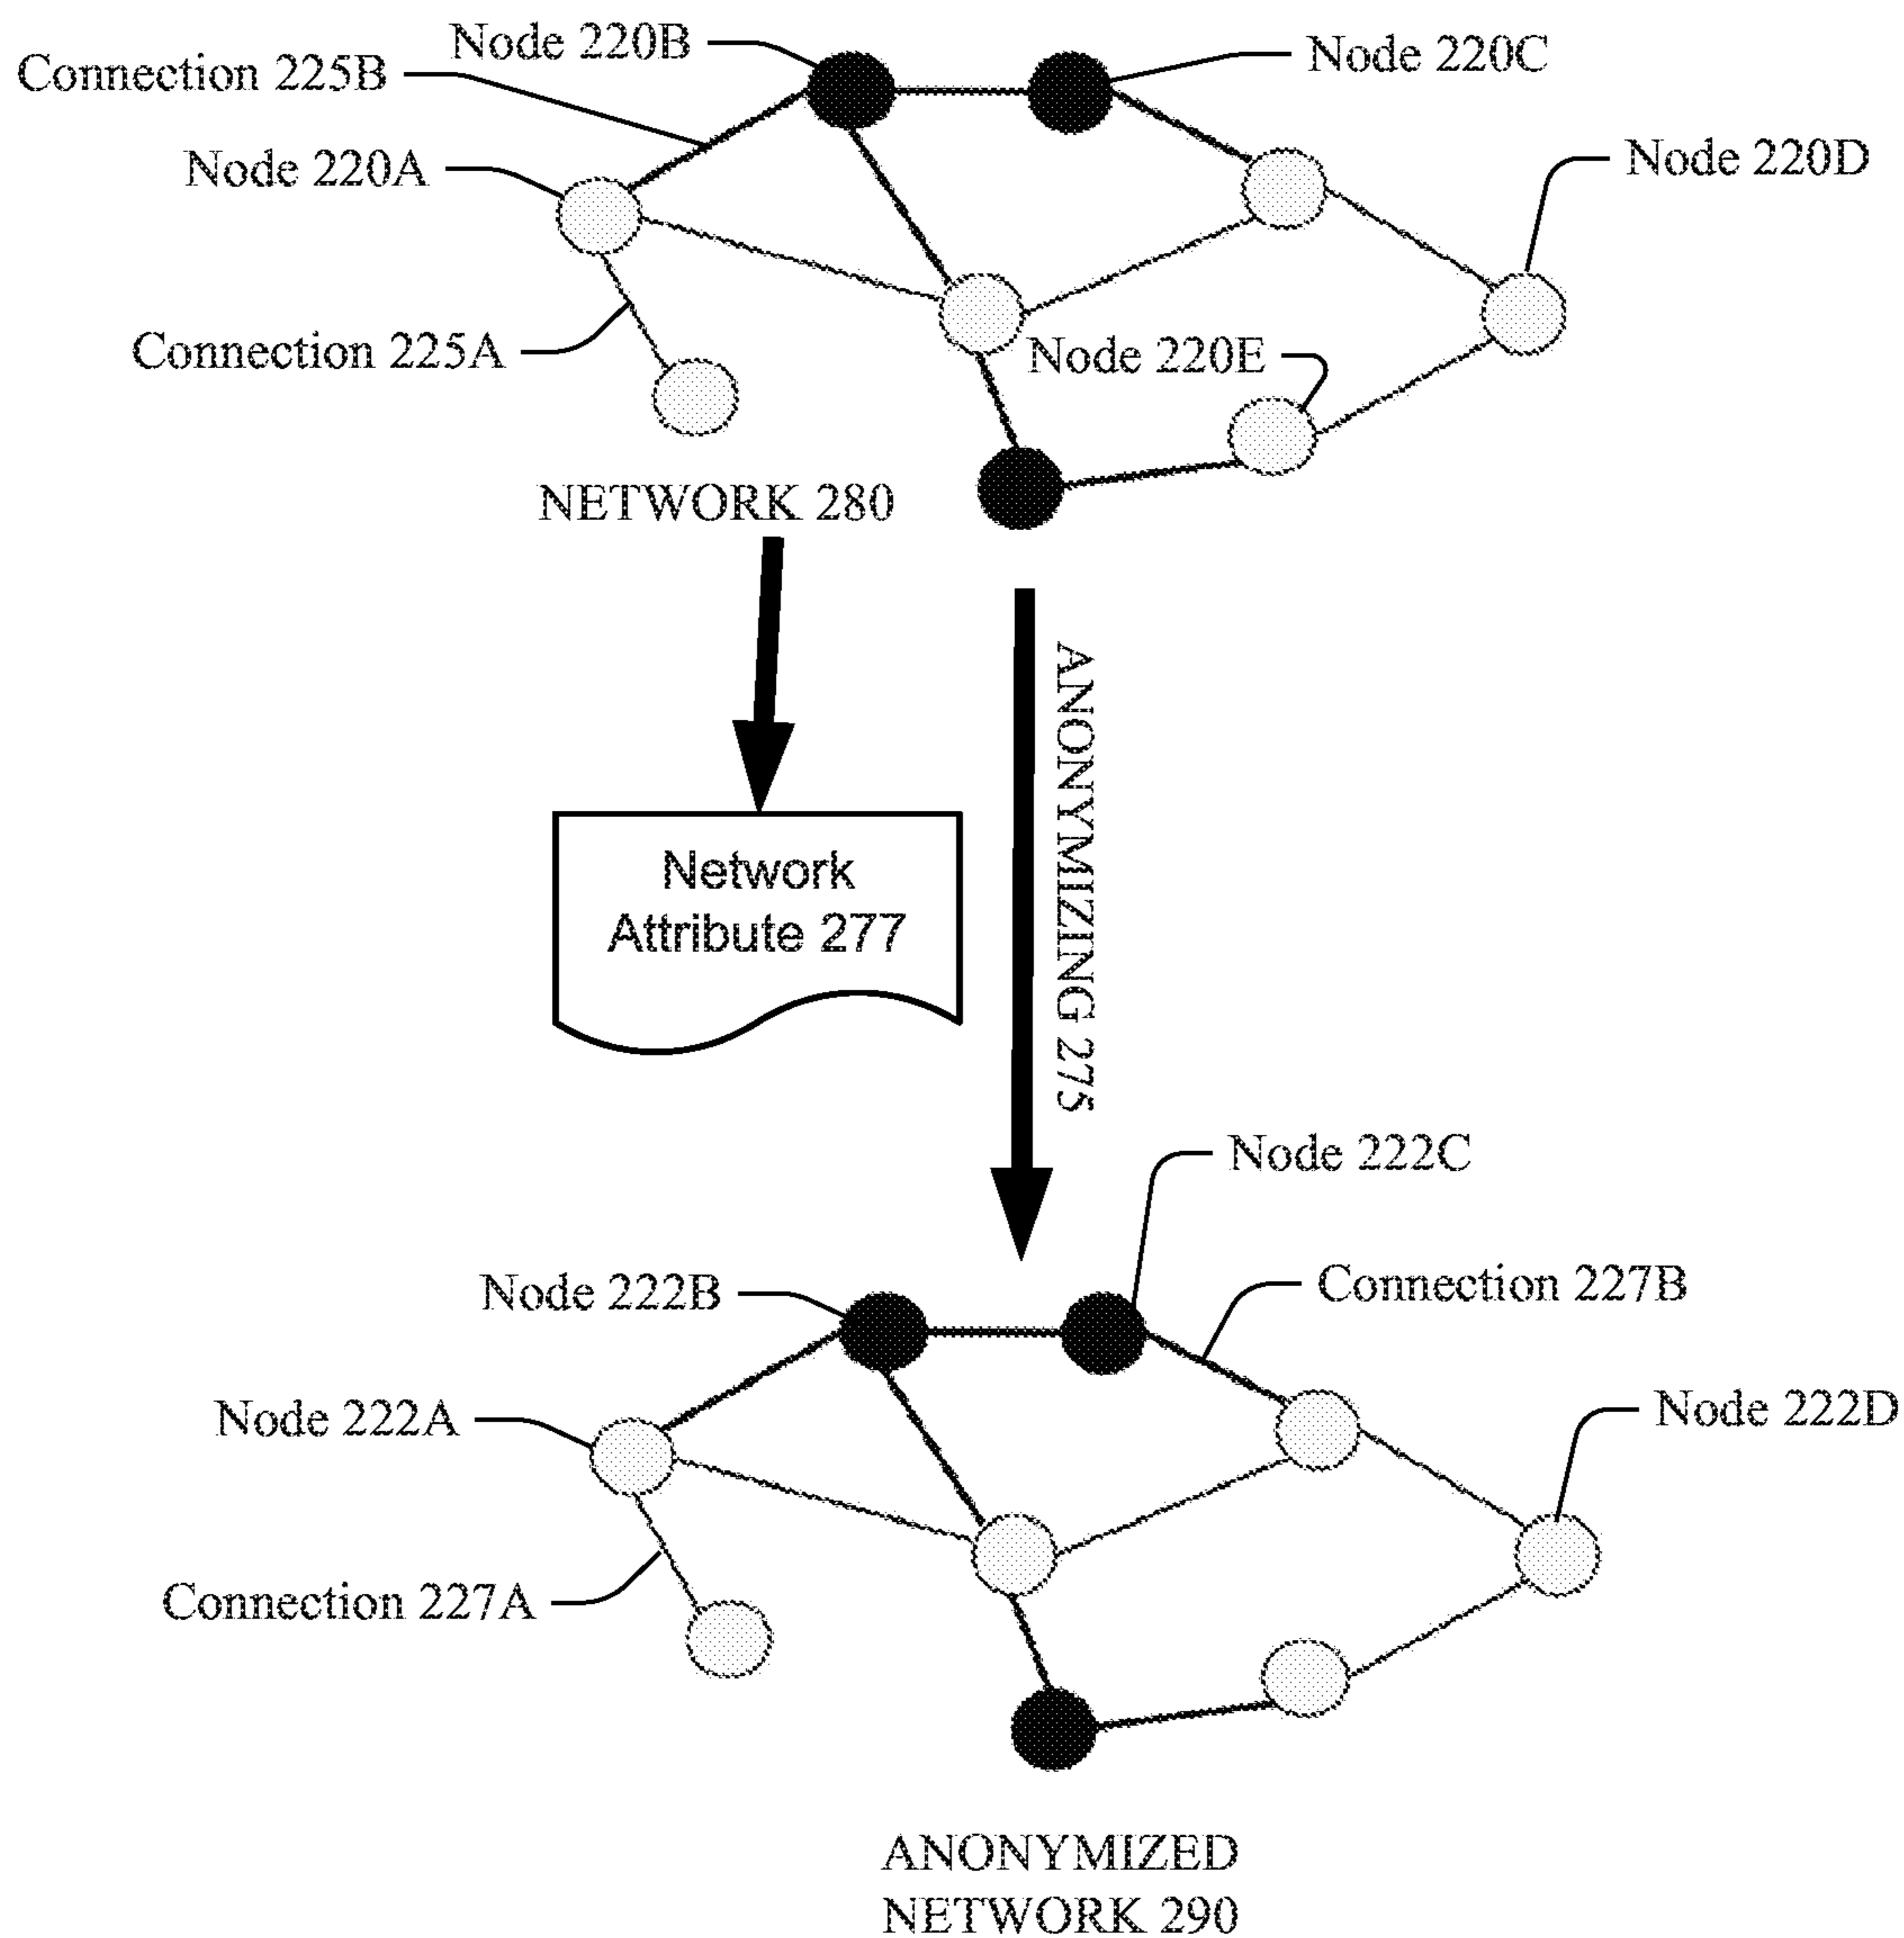 Node 220B
Node 220C
Connection 225B
Node 220A
Node 220D
Connection 225A
Node 220E
NETWORK 280
ANONYMIZING 275
Network
Attribute 277
Node 222C
Node 222B
Connection 227B
Node 222A
Node 222D
Connection 227A
ANONYMIZED
NETWORK 290